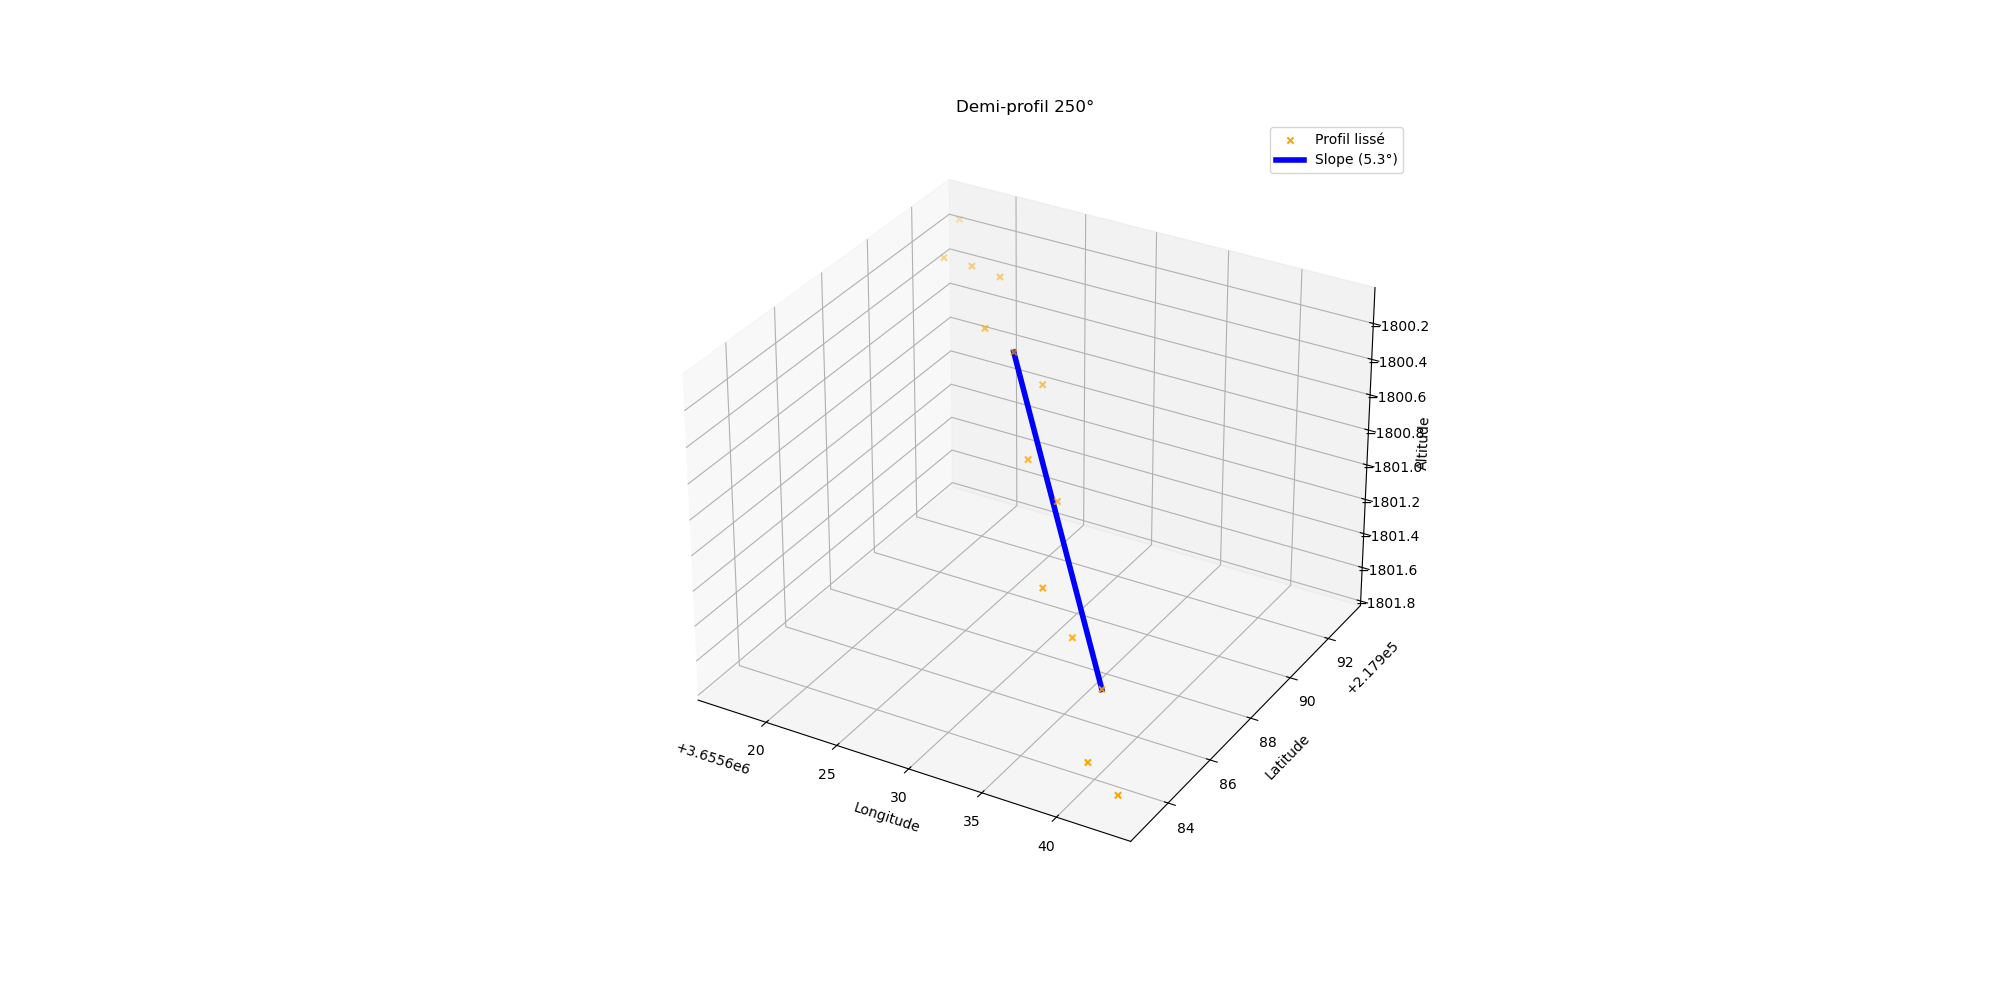 Demi-profil 250°
Profil lissé
Slope (5.3°)
−1800.2
−1800.4
−1800.6
−1800.8
−1801.0
−1801.2
−1801.4
−1801.6
−1801.8
Altitude
+2.179e5
92
90
88
86
84
Latitude
+3.6556e6
20
25
30
35
40
Longitude